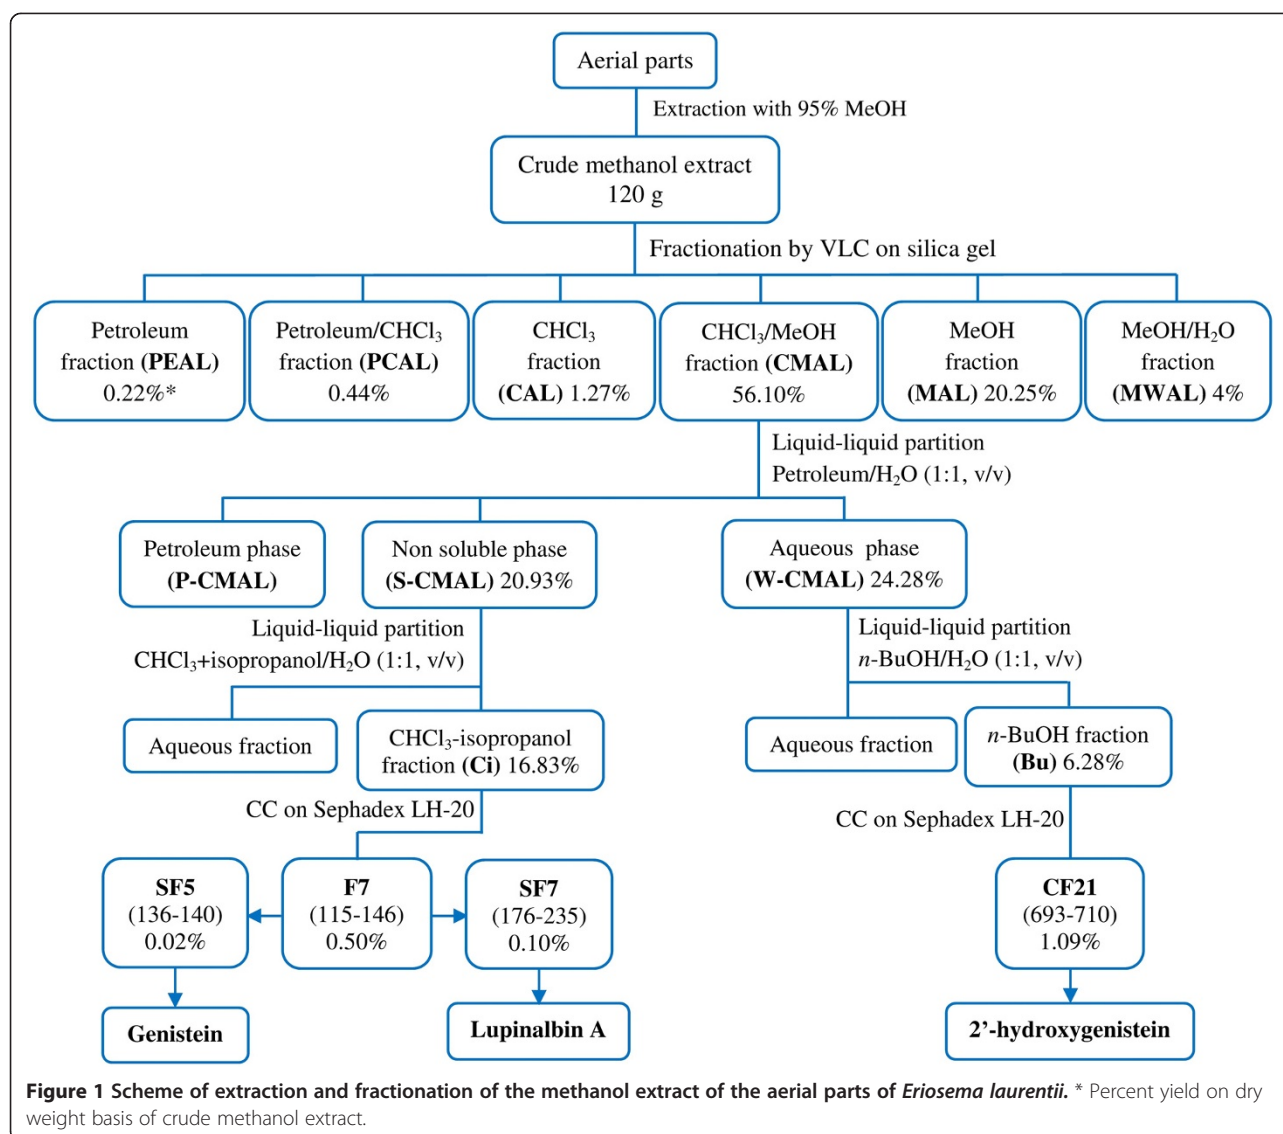 Aerial parts
Extraction with 95% MeOH
Crude methanol extract
120 g
Fractionation by VLC on silica gel
Petroleum
fraction (PEAL)
0.22%*
Petroleum/CHCl₃
fraction (PCAL)
0.44%
CHCl₃
fraction
(CAL) 1.27%
CHCl₃/MeOH
fraction (CMAL)
56.10%
MeOH
fraction
(MAL) 20.25%
MeOH/H₂O
fraction
(MWAL) 4%
Liquid-liquid partition
Petroleum/H₂O (1:1, v/v)
Petroleum phase
(P-CMAL)
Non soluble phase
(S-CMAL) 20.93%
Aqueous phase
(W-CMAL) 24.28%
Liquid-liquid partition
CHCl₃+isopropanol/H₂O (1:1, v/v)
Liquid-liquid partition
n-BuOH/H₂O (1:1, v/v)
Aqueous fraction
CHCl₃-isopropanol
fraction (Ci) 16.83%
Aqueous fraction
n-BuOH fraction
(Bu) 6.28%
CC on Sephadex LH-20
CC on Sephadex LH-20
SF5
(136-140)
0.02%
F7
(115-146)
0.50%
SF7
(176-235)
0.10%
CF21
(693-710)
1.09%
Genistein
Lupinalbin A
2’-hydroxygenistein
Figure 1 Scheme of extraction and fractionation of the methanol extract of the aerial parts of Eriosema laurentii. * Percent yield on dry
weight basis of crude methanol extract.